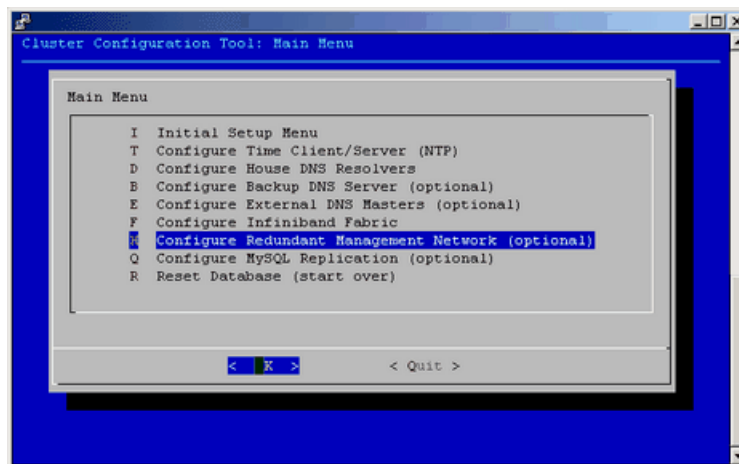 Cluster Configuration Tool: Main Menu
Main Menu
I Initial Setup Menu
T Configure Time Client/Server (NTP)
D Configure House DNS Resolvers
B Configure Backup DNS Server (optional)
E Configure External DNS Masters (optional)
F Configure Infiniband Fabric
Configure Redundant Management Network (optional)
Q Configure MySQL Replication (optional)
R Reset Database (start over)
< K > < Quit >